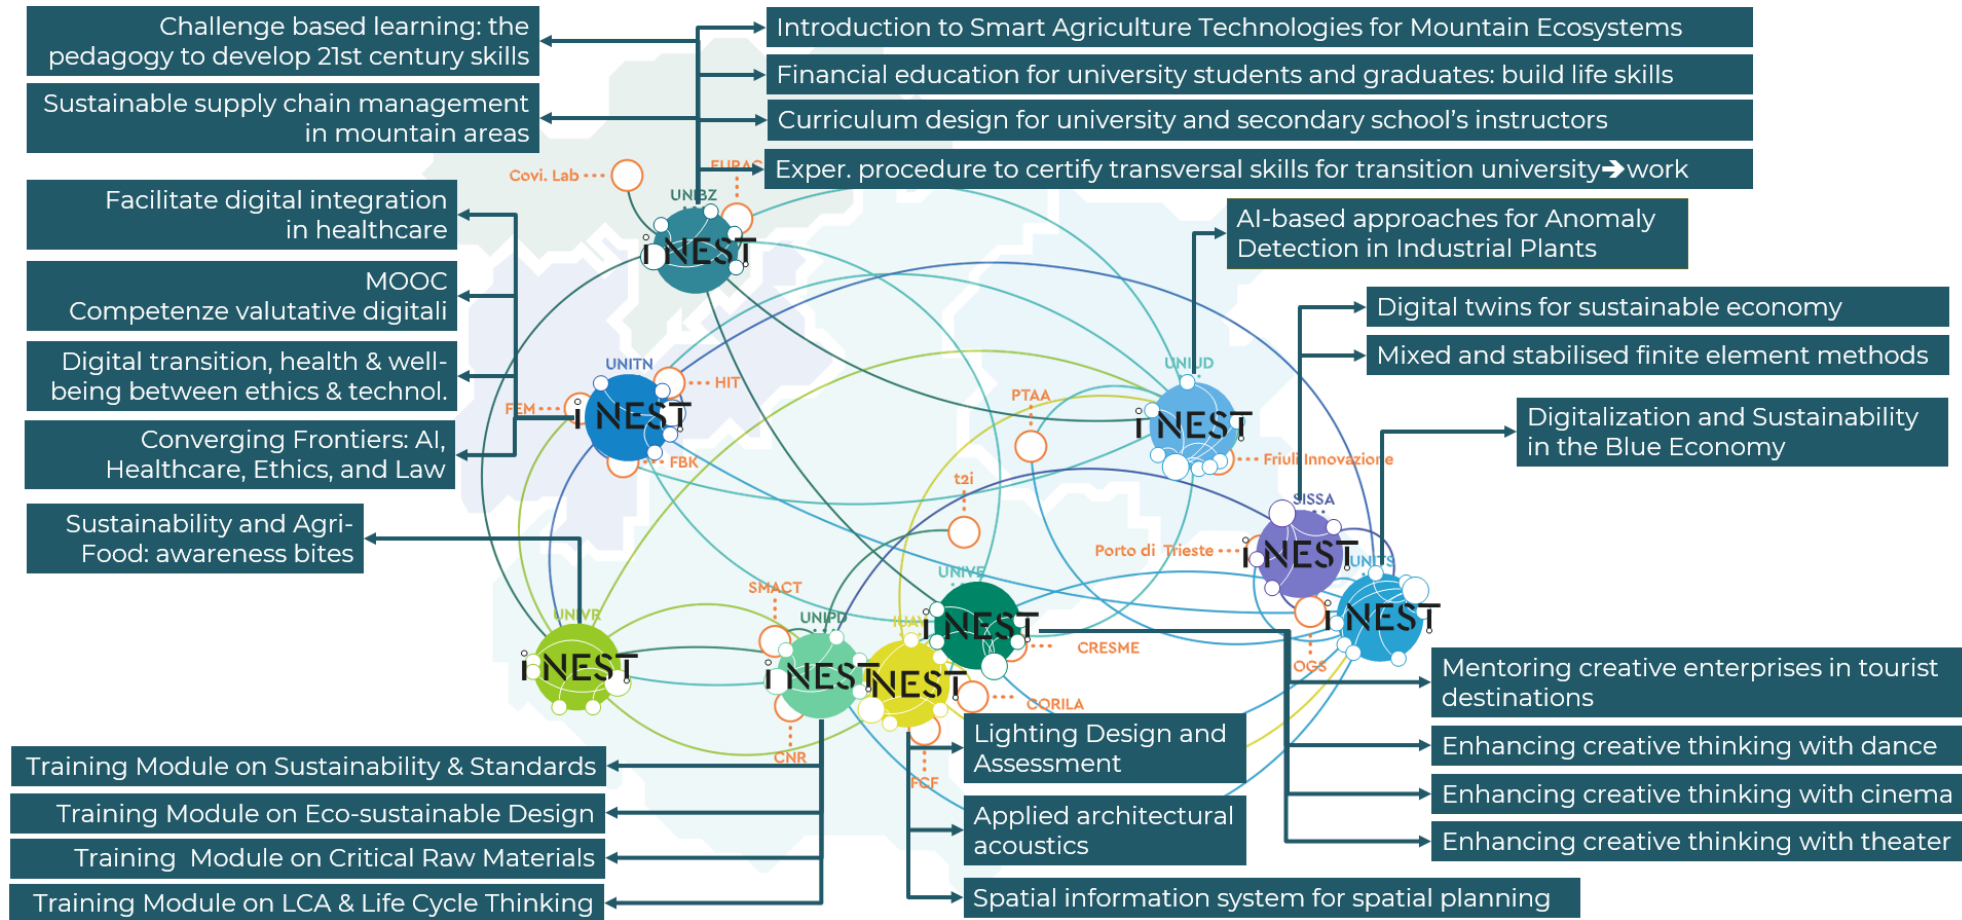 Challenge based learning: the
pedagogy to develop 21st century skills
Sustainable supply chain management
in mountain areas
Introduction to Smart Agriculture Technologies for Mountain Ecosystems
Financial education for university students and graduates: build life skills
Curriculum design for university and secondary school's instructors
Exper. procedure to certify transversal skills for transition university➔work
Covi. Lab
EURAC
UNIBZ
iNEST
Facilitate digital integration
in healthcare
MOOC
Competenze valutative digitali
Digital transition, health & well-
being between ethics & technol.
Converging Frontiers: AI,
Healthcare, Ethics, and Law
Sustainability and Agri-
Food: awareness bites
AI-based approaches for Anomaly
Detection in Industrial Plants
Digital twins for sustainable economy
Mixed and stabilised finite element methods
Digitalization and Sustainability
in the Blue Economy
UNITN
HIT
FEM
iNEST
FBK
UNIUD
PTAA
iNEST
Friuli Innovazione
t2i
SISSA
Porto di Trieste
iNEST
UNITS
iNEST
OGS
UNIVE
iNEST
CRESME
SMACT
UNIVR
iNEST
UNIPD
iNEST
IUAV
NEST
CORILA
CNR
FCF
Training Module on Sustainability & Standards
Training Module on Eco-sustainable Design
Training Module on Critical Raw Materials
Training Module on LCA & Life Cycle Thinking
Lighting Design and
Assessment
Applied architectural
acoustics
Spatial information system for spatial planning
Mentoring creative enterprises in tourist
destinations
Enhancing creative thinking with dance
Enhancing creative thinking with cinema
Enhancing creative thinking with theater